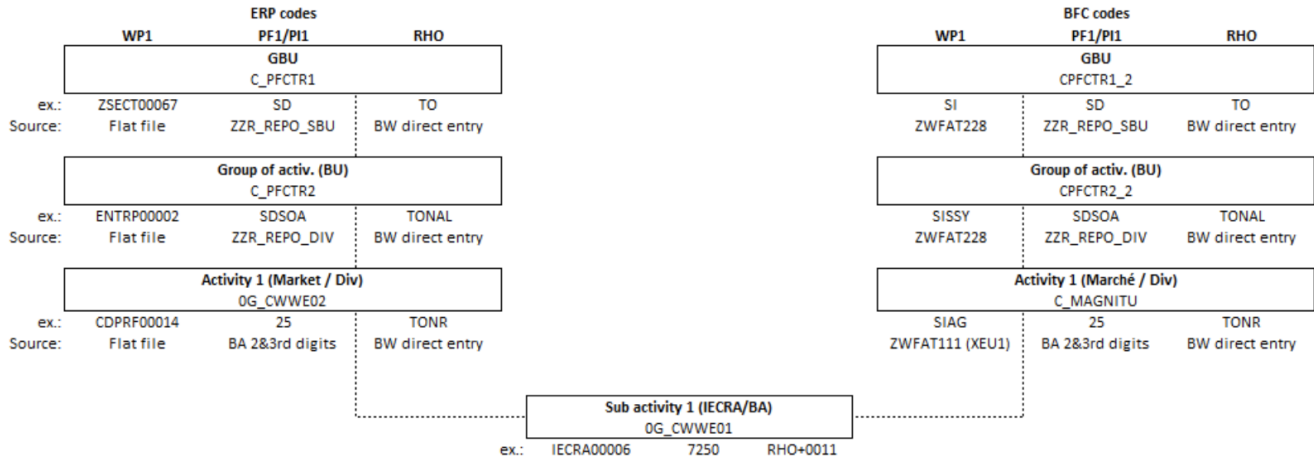 ERP codes BFC codes
WP1 PF1/PI1 RHO WP1 PF1/PI1 RHO
GBU GBU
C_PFCTR1 CPFCTR1_2
ex.: ZSECT00067 SD TO SI SD TO
Source: Flat file ZZR_REPO_SBU BW direct entry ZWFAT228 ZZR_REPO_SBU BW direct entry
Group of activ. (BU) Group of activ. (BU)
C_PFCTR2 CPFCTR2_2
ex.: ENTRP00002 SDSOA TONAL SISSY SDSOA TONAL
Source: Flat file ZZR_REPO_DIV BW direct entry ZWFAT228 ZZR_REPO_DIV BW direct entry
Activity 1 (Market / Div) Activity 1 (Marché / Div)
0G_CWWE02 C_MAGNITU
ex.: CDPRF00014 25 TONR SIAG 25 TONR
Source: Flat file BA 2&3rd digits BW direct entry ZWFAT111 (XEU1) BA 2&3rd digits BW direct entry
Sub activity 1 (IECRA/BA)
0G_CWWE01
ex.: IECRA00006 7250 RHO+0011